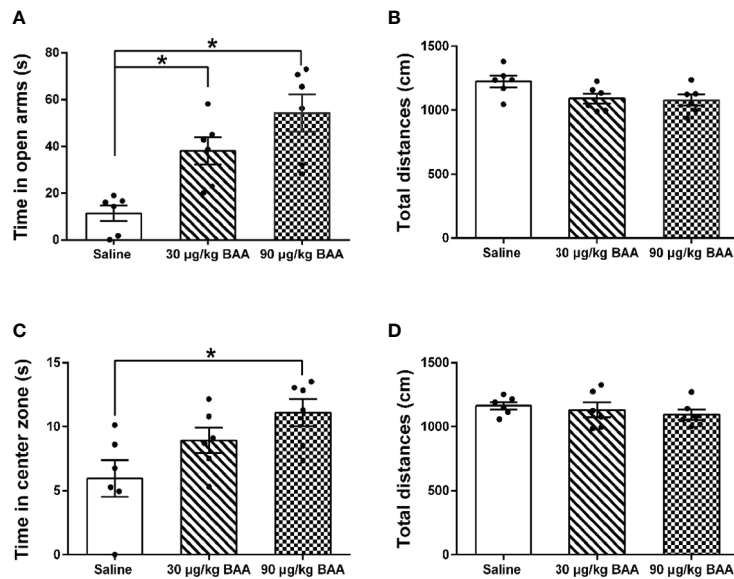 A
Time in open arms (s)
80
60
40
20
0
*
*
Saline 30 µg/kg BAA 90 µg/kg BAA
B
Total distances (cm)
1500
1000
500
0
Saline 30 µg/kg BAA 90 µg/kg BAA
C
Time in center zone (s)
15
10
5
0
*
Saline 30 µg/kg BAA 90 µg/kg BAA
D
Total distances (cm)
1500
1000
500
0
Saline 30 µg/kg BAA 90 µg/kg BAA